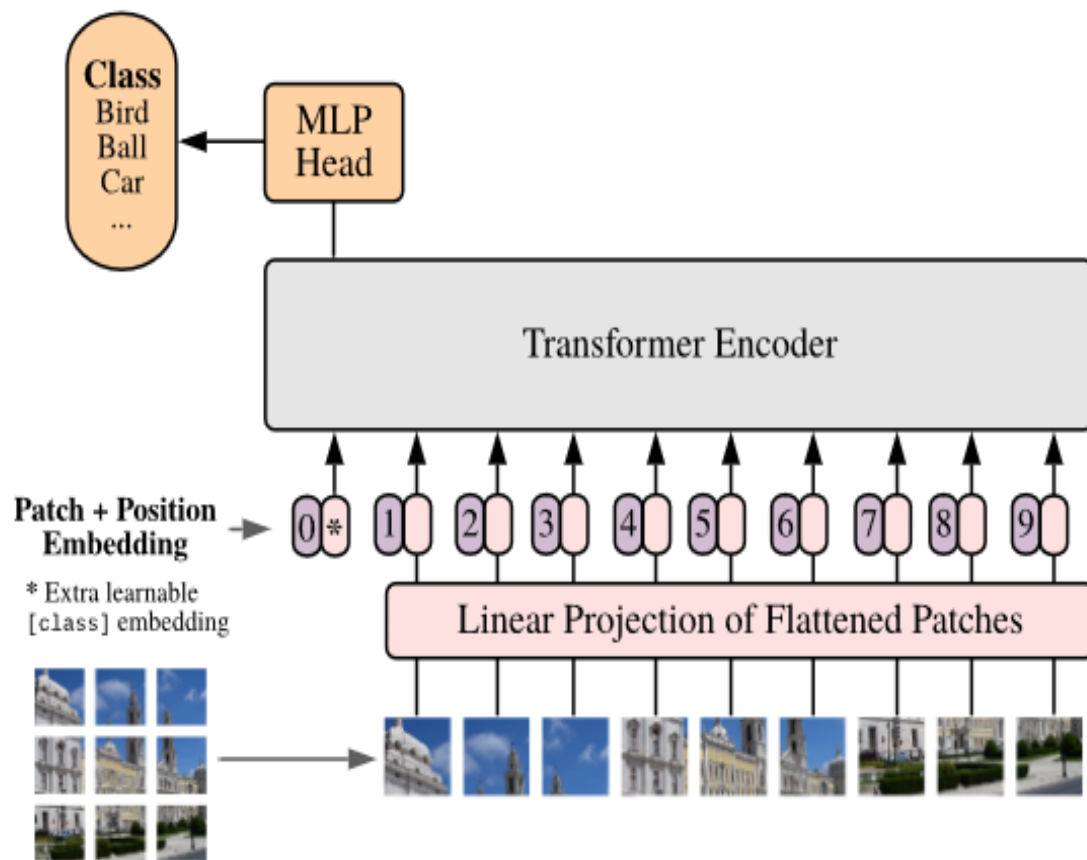 Class
Bird
Ball
Car
...
MLP
Head
Transformer Encoder
Patch + Position
Embedding
0 * 1 2 3 4 5 6 7 8 9
* Extra learnable
[class] embedding
Linear Projection of Flattened Patches